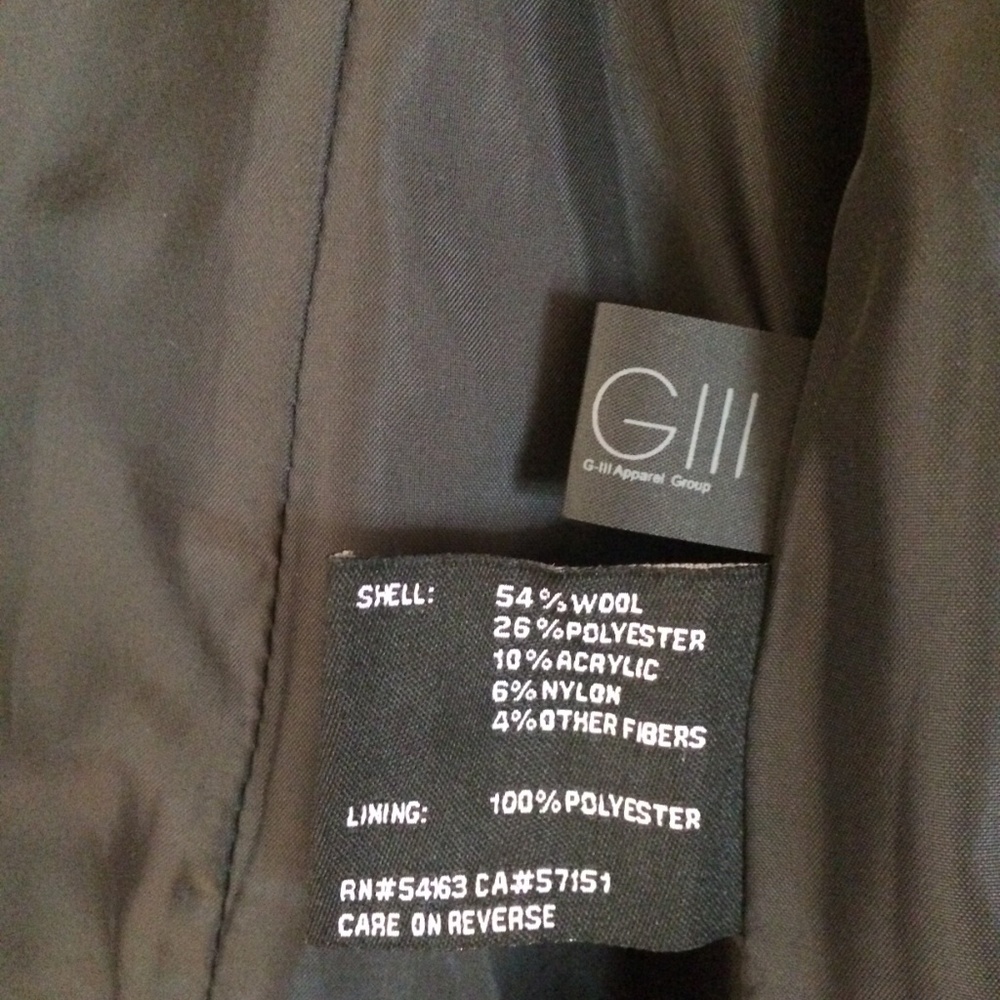 GIII
G-III Apparel Group
SHELL: 54%WOOL
26%POLYESTER
10%ACRYLIC
6%NYLON
4%OTHER FIBERS
LINING: 100%POLYESTER
RN#54163 CA#57151
CARE ON REVERSE